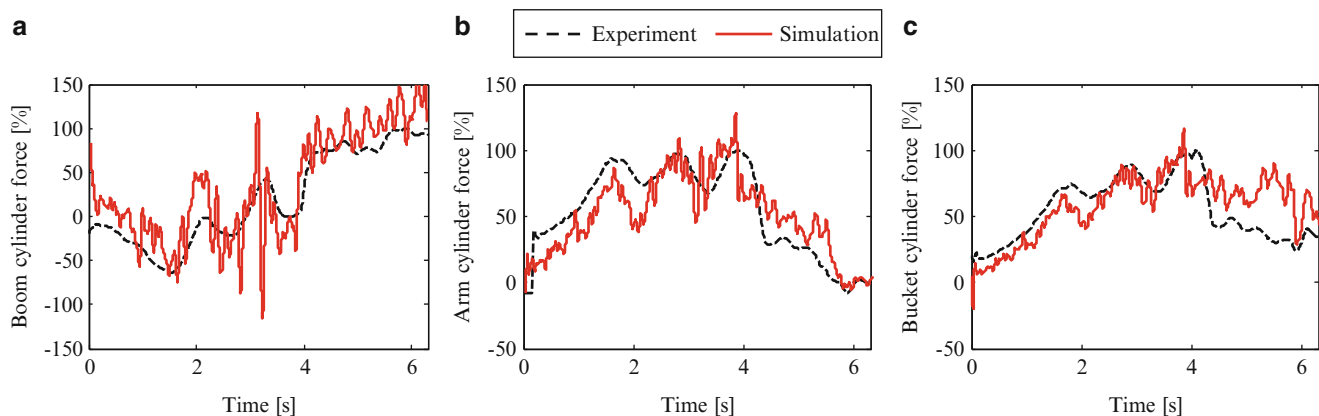 a
b
c
Experiment
Simulation
Boom cylinder force [%]
150
100
50
0
-50
-100
-150
0
2
4
6
Time [s]
Arm cylinder force [%]
150
100
50
0
-50
0
2
4
6
Time [s]
Bucket cylinder force [%]
150
100
50
0
-50
0
2
4
6
Time [s]